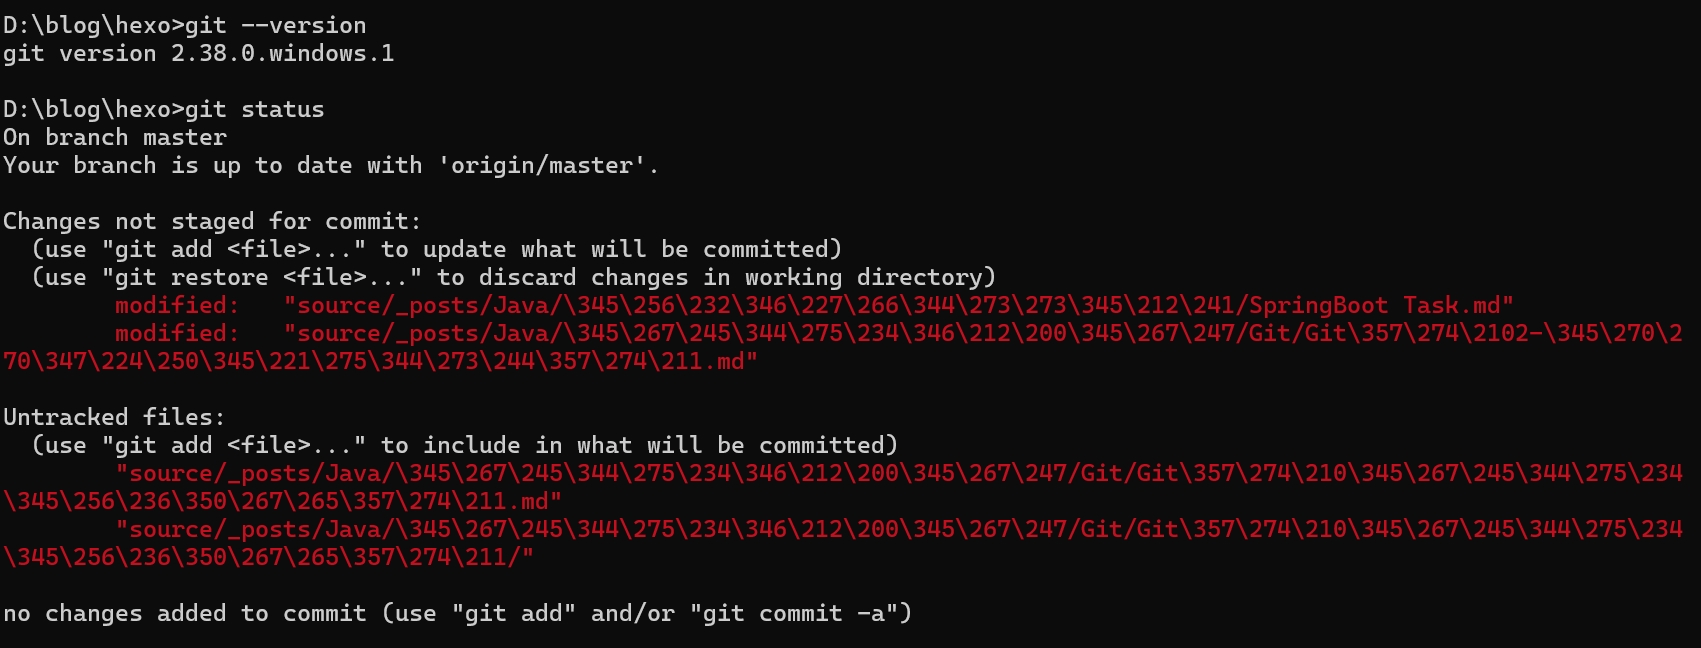 D:\blog\hexo>git --version
git version 2.38.0.windows.1
D:\blog\hexo>git status
On branch master
Your branch is up to date with 'origin/master'.
Changes not staged for commit:
(use "git add <file>..." to update what will be committed)
(use "git restore <file>..." to discard changes in working directory)
modified:   "source/_posts/Java/\345\256\232\346\227\266\344\273\273\345\212\241/SpringBoot Task.md"
modified:   "source/_posts/Java/\345\267\245\344\275\234\346\212\200\345\267\247/Git/Git\357\274\2102-\345\270\2
70\347\224\250\345\221\275\344\273\244\357\274\211.md"
Untracked files:
(use "git add <file>..." to include in what will be committed)
"source/_posts/Java/\345\267\245\344\275\234\346\212\200\345\267\247/Git/Git\357\274\210\345\267\245\344\275\234
\345\256\236\350\267\265\357\274\211.md"
"source/_posts/Java/\345\267\245\344\275\234\346\212\200\345\267\247/Git/Git\357\274\210\345\267\245\344\275\234
\345\256\236\350\267\265\357\274\211/"
no changes added to commit (use "git add" and/or "git commit -a")